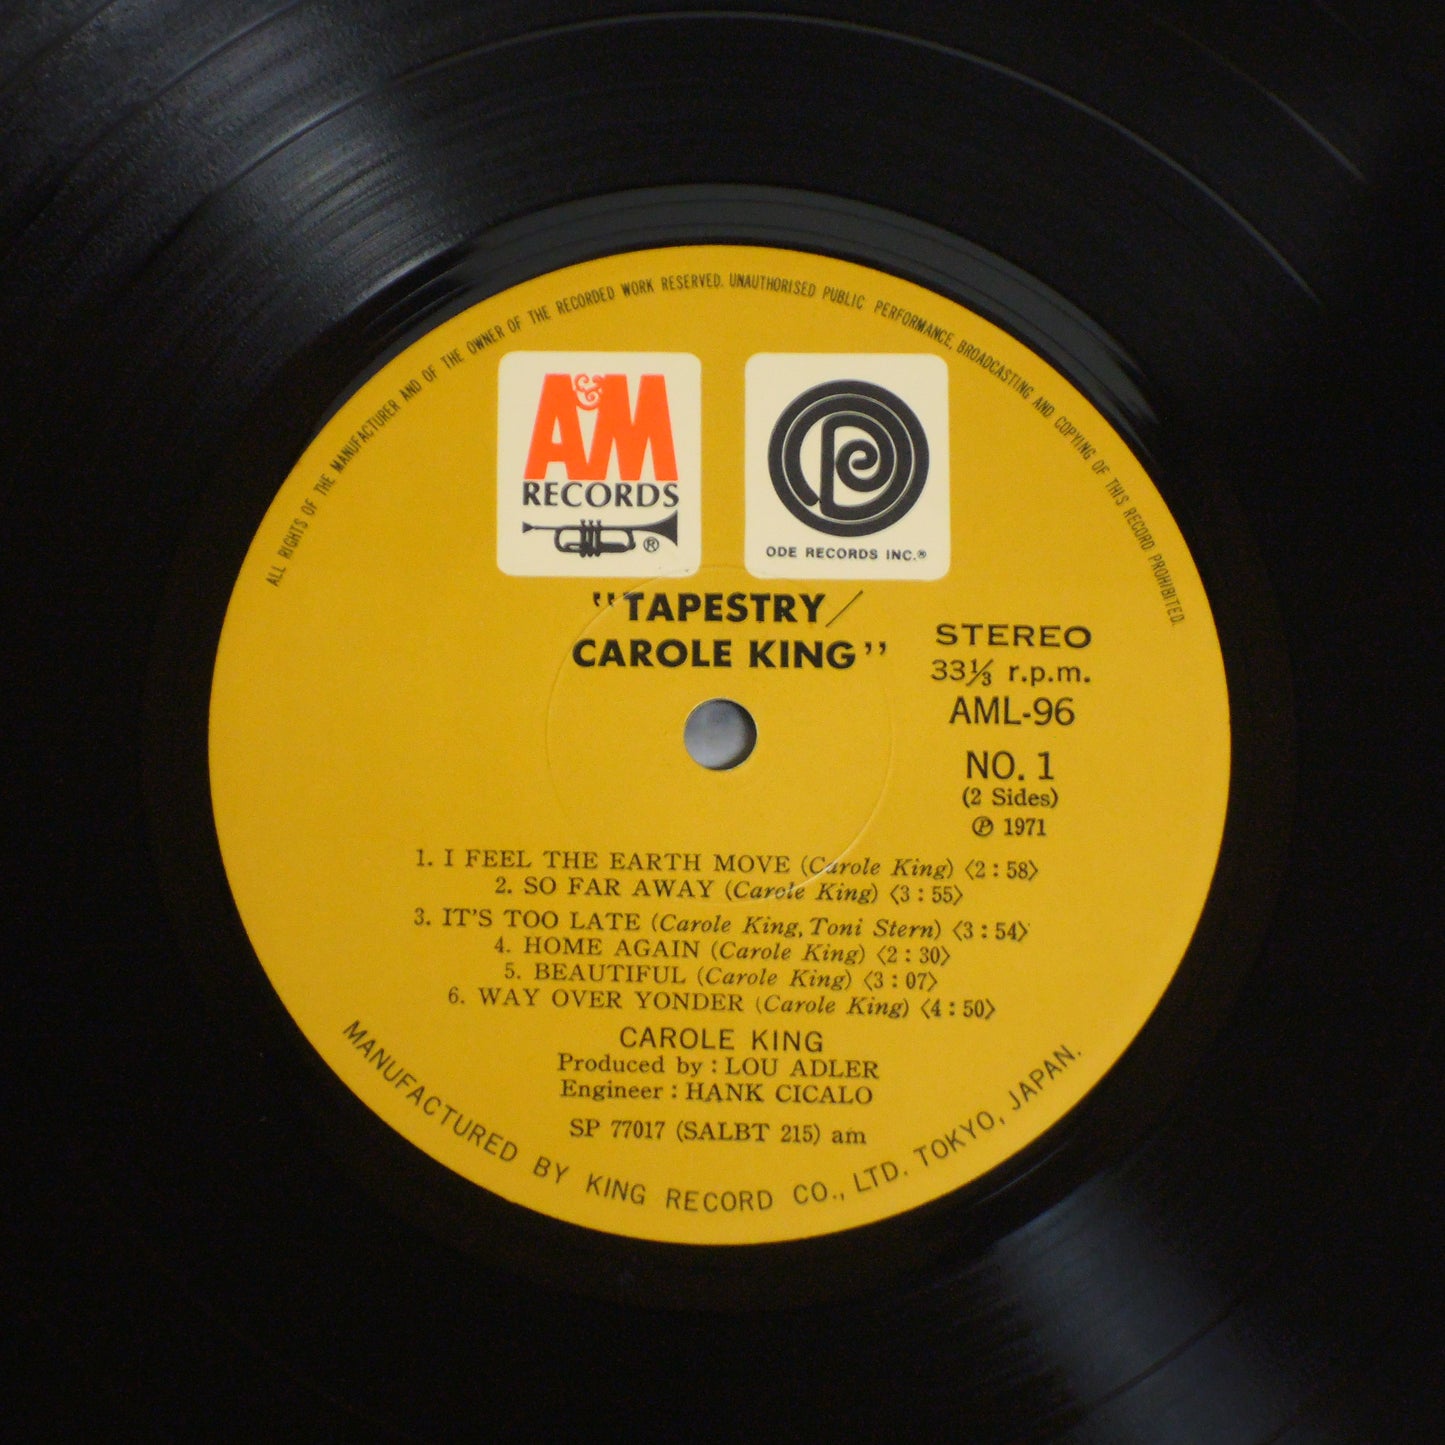 ALL RIGHTS OF THE MANUFACTURER AND OF THE OWNER OF THE RECORDED WORK RESERVED. UNAUTHORISED PUBLIC PERFORMANCE, BROADCASTING AND COPYING OF THIS RECORD PROHIBITED.
A&M
RECORDS
®
ODE RECORDS INC.®
"TAPESTRY/
CAROLE KING"
STEREO
33⅓ r.p.m.
AML-96
NO. 1
(2 Sides)
℗ 1971
1. I FEEL THE EARTH MOVE (Carole King) ⟨2:58⟩
2. SO FAR AWAY (Carole King) ⟨3:55⟩
3. IT'S TOO LATE (Carole King, Toni Stern) ⟨3:54⟩
4. HOME AGAIN (Carole King) ⟨2:30⟩
5. BEAUTIFUL (Carole King) ⟨3:07⟩
6. WAY OVER YONDER (Carole King) ⟨4:50⟩
CAROLE KING
Produced by : LOU ADLER
Engineer : HANK CICALO
SP 77017 (SALBT 215) am
MANUFACTURED BY KING RECORD CO., LTD. TOKYO, JAPAN.